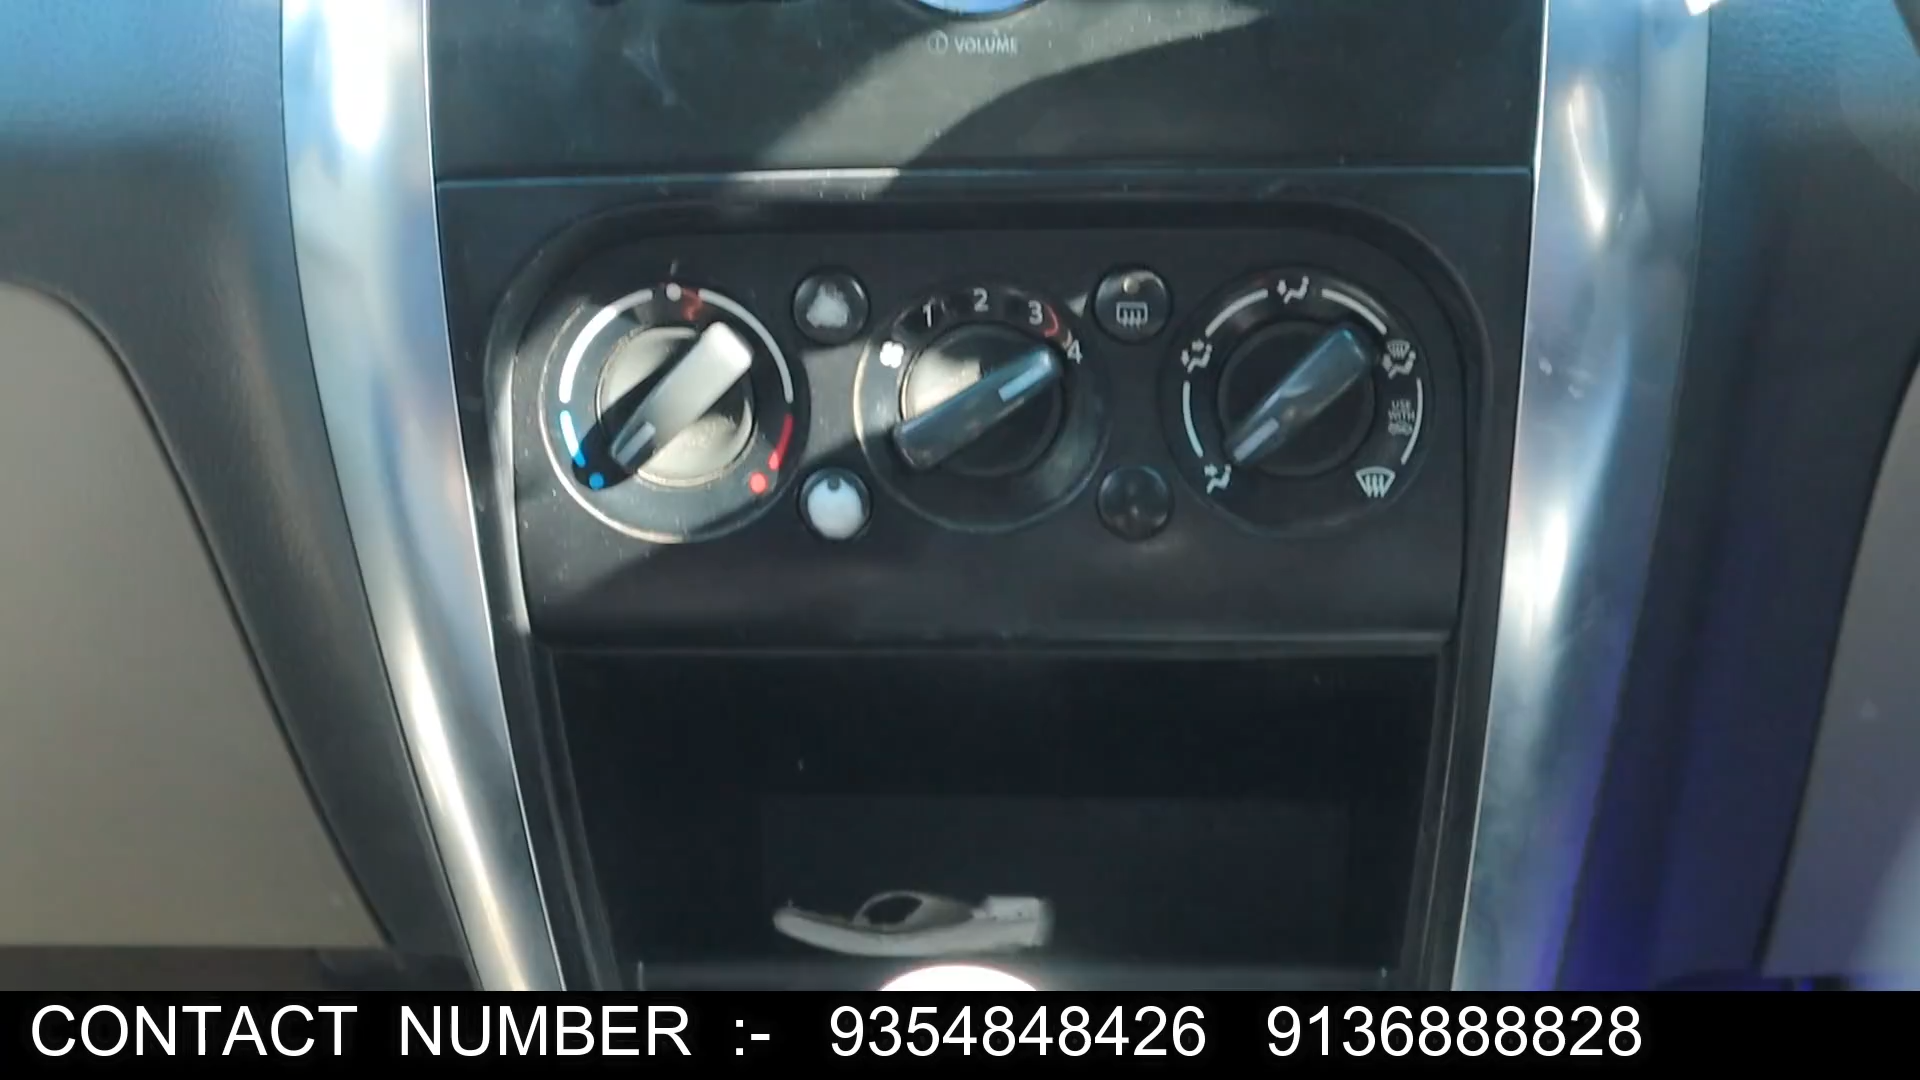 VOLUME
1 2 3 4
USE
WITH
CONTACT NUMBER :- 9354848426 9136888828